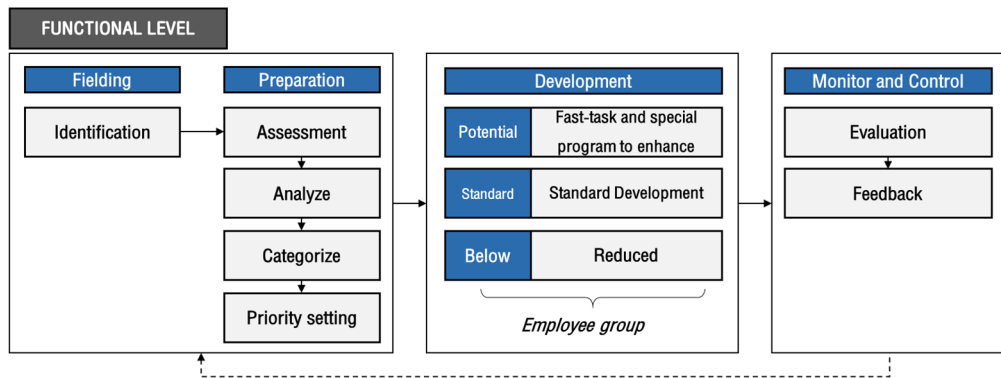 FUNCTIONAL LEVEL
Fielding
Identification
Preparation
Assessment
Analyze
Categorize
Priority setting
Development
Potential
Fast-task and special
program to enhance
Standard
Standard Development
Below
Reduced
Employee group
Monitor and Control
Evaluation
Feedback